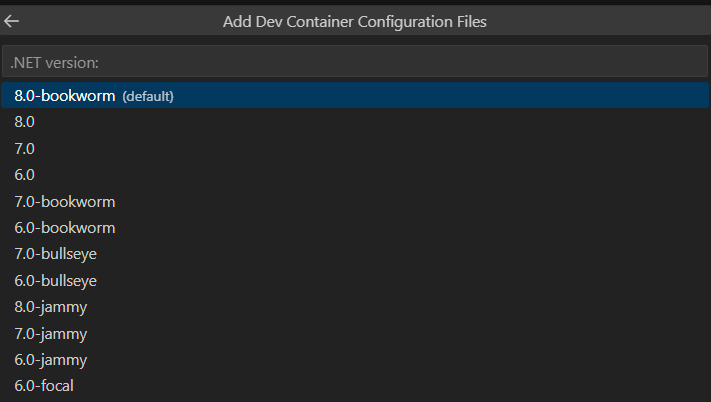 Add Dev Container Configuration Files
.NET version:
8.0-bookworm (default)
8.0
7.0
6.0
7.0-bookworm
6.0-bookworm
7.0-bullseye
6.0-bullseye
8.0-jammy
7.0-jammy
6.0-jammy
6.0-focal